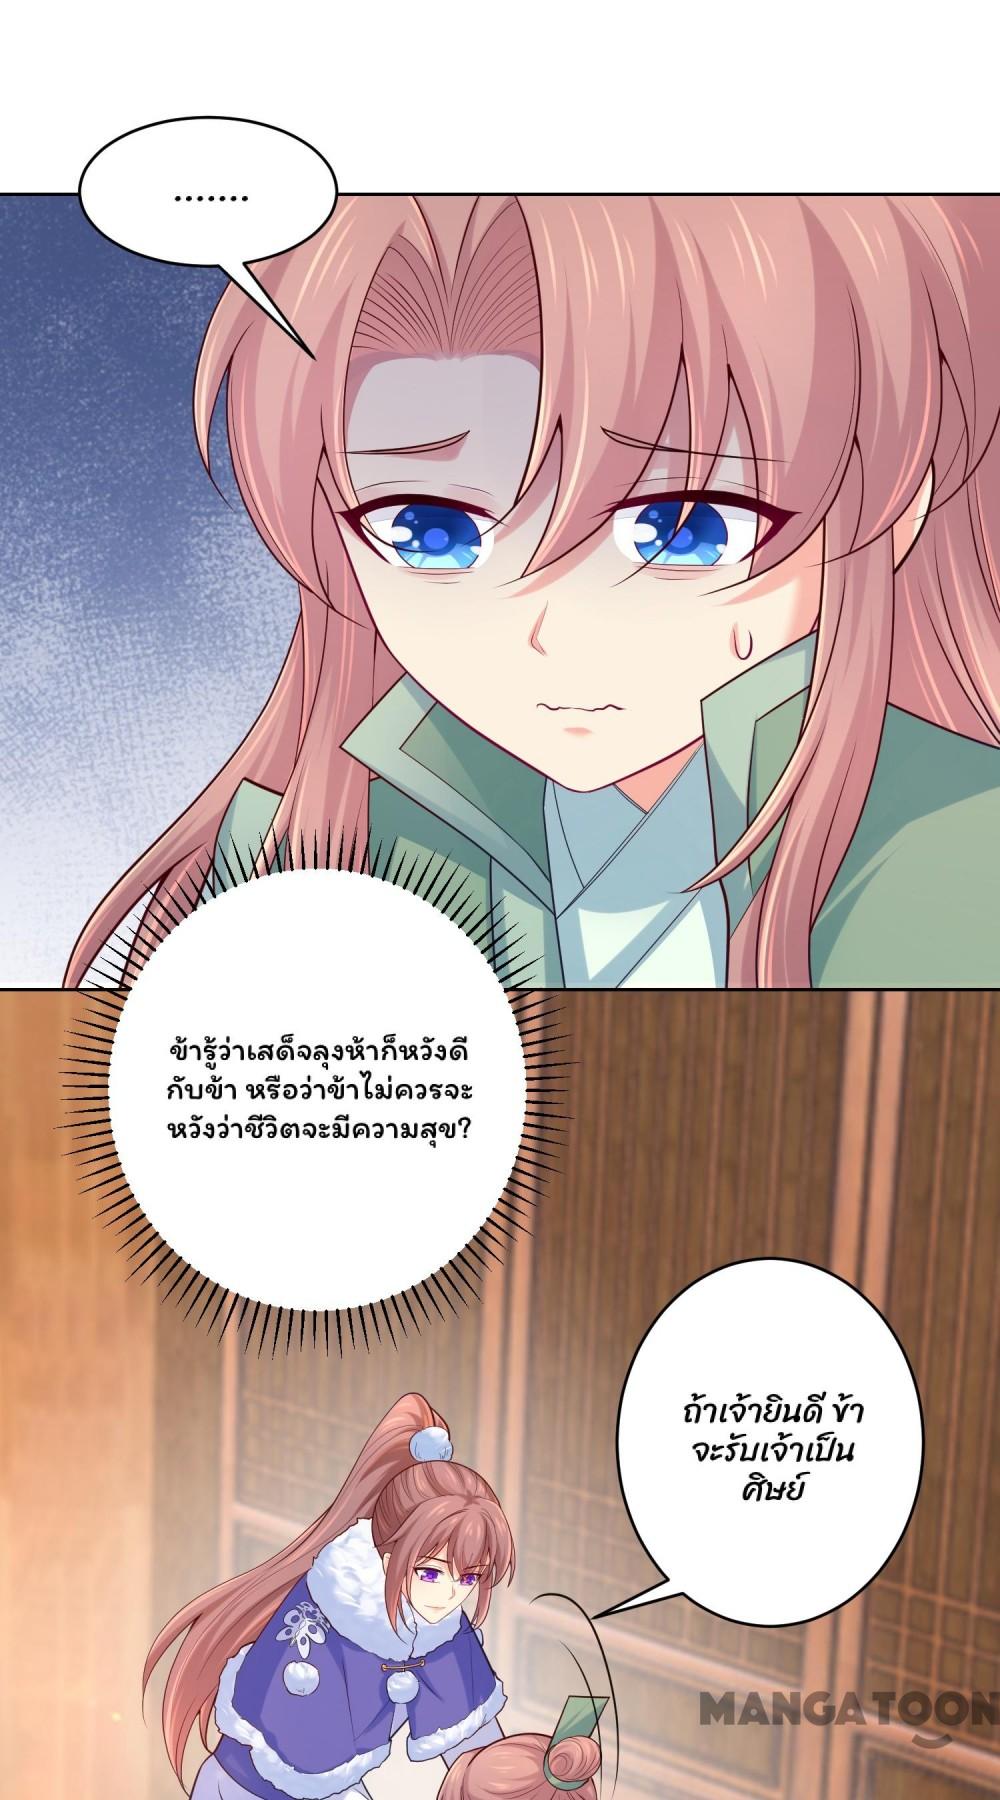 .......
ข้ารู้ว่าเสด็จลุงห้าก็หวังดี
กับข้า หรือว่าข้าไม่ควรจะ
หวังว่าชีวิตจะมีความสุข?
ถ้าเจ้ายินดี ข้า
จะรับเจ้าเป็น
ศิษย์
MANGATOON